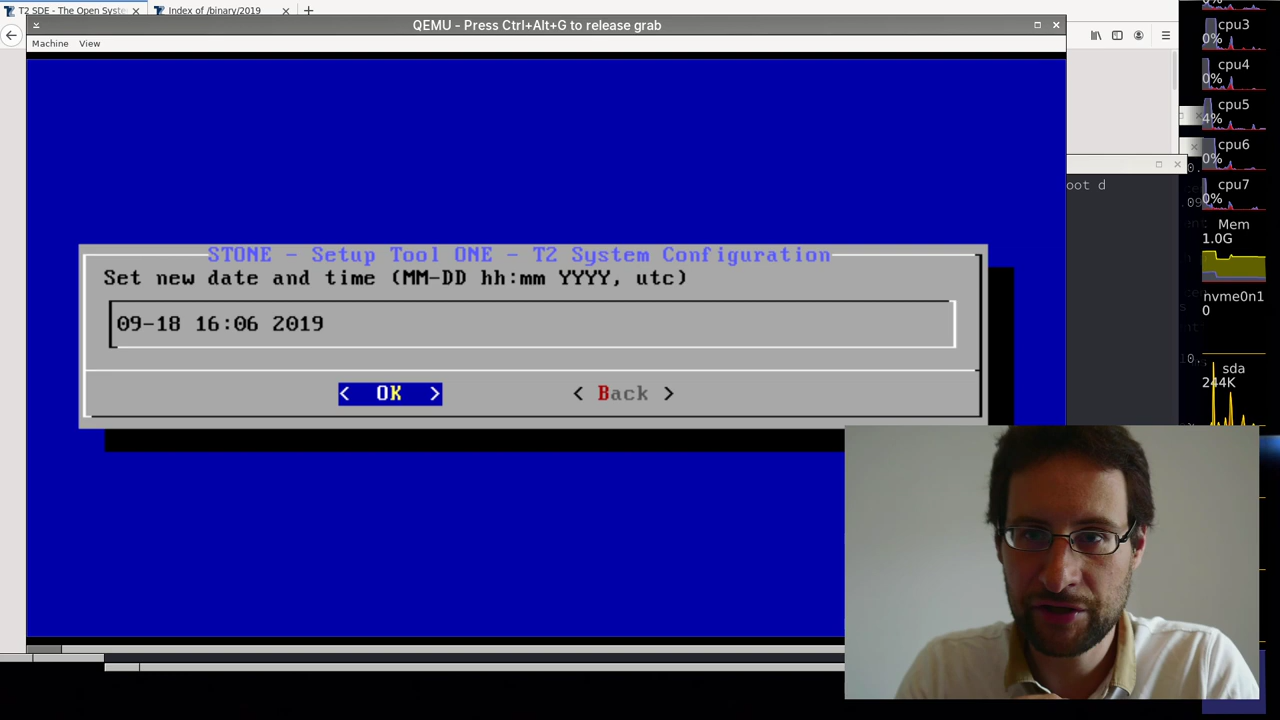 T2 SDE - The Open Syste
Index of /binary/2019
QEMU - Press Ctrl+Alt+G to release grab
Machine
View
STONE - Setup Tool ONE - T2 System Configuration
Set new date and time (MM-DD hh:mm YYYY, utc)
09-18 16:06 2019
< OK >
< Back >
oot d
cpu3
0%
cpu4
0%
cpu5
4%
cpu6
0%
cpu7
0%
Mem
1.0G
nvme0n1
0
sda
244K